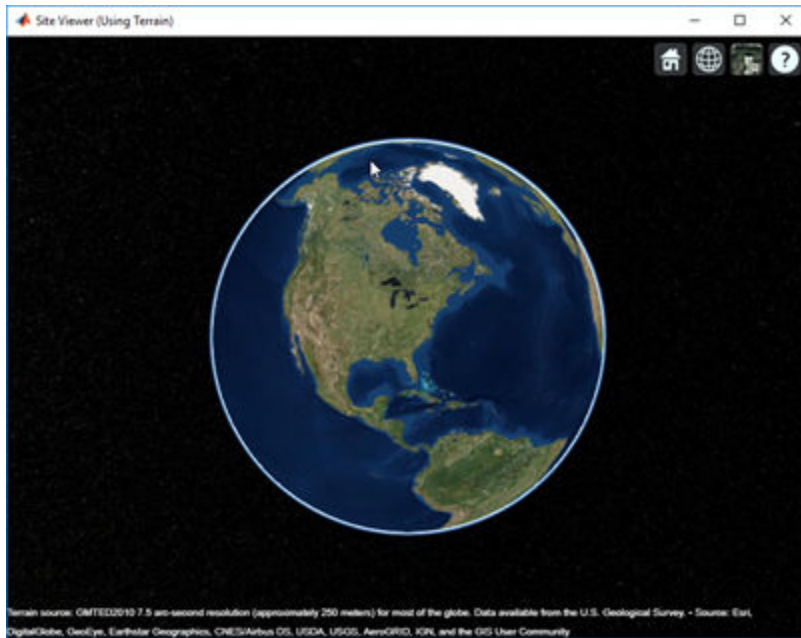 Site Viewer (Using Terrain)
?
Terrain source: GMTED2010 7.5 arc-second resolution (approximately 250 meters) for most of the globe. Data available from the U.S. Geological Survey. • Source: Esri,
DigitalGlobe, GeoEye, Earthstar Geographics, CNES/Airbus DS, USDA, USGS, AeroGRID, IGN, and the GIS User Community